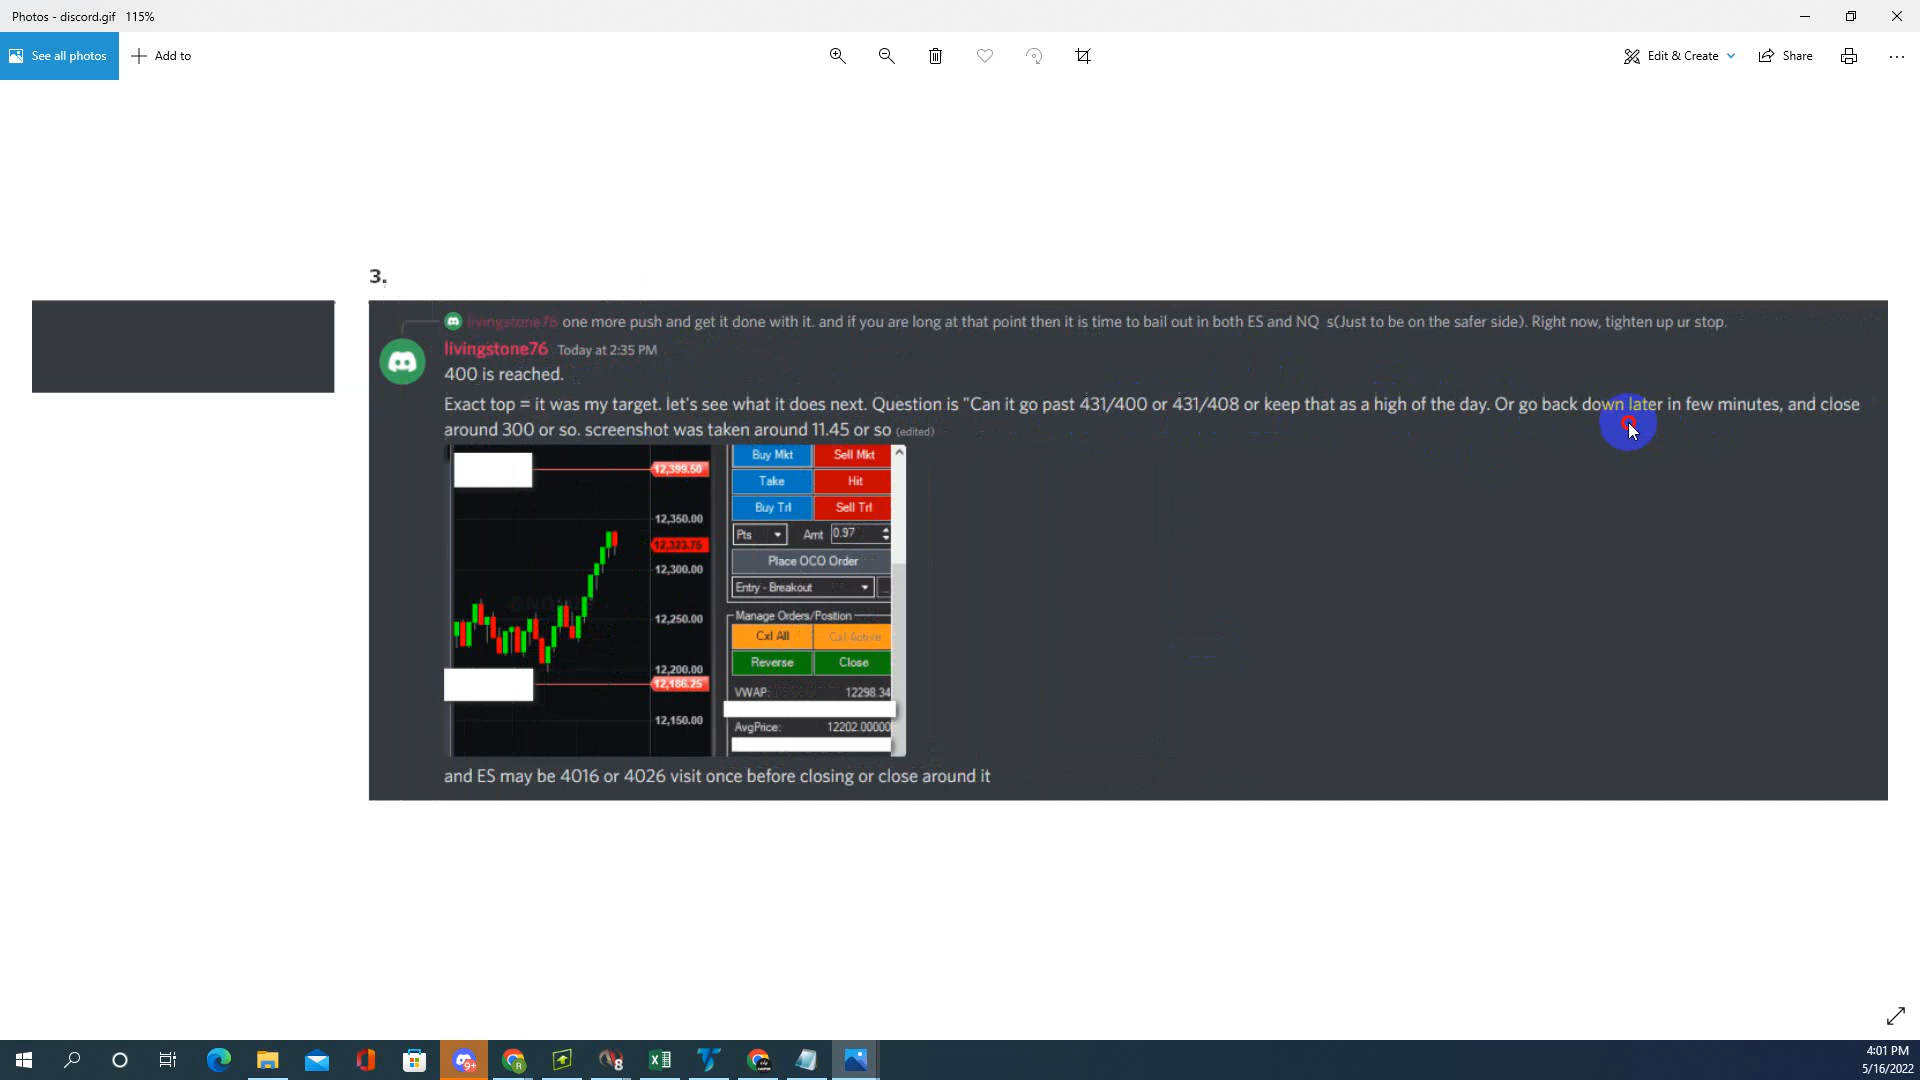 Photos - discord.gif 115%
See all photos
Add to
Edit & Create
Share
3.
livingstone76 one more push and get it done with it. and if you are long at that point then it is time to bail out in both ES and NQ s(Just to be on the safer side). Right now, tighten up ur stop.
livingstone76 Today at 2:35 PM
400 is reached.
Exact top = it was my target. let's see what it does next. Question is "Can it go past 431/400 or 431/408 or keep that as a high of the day. Or go back down later in few minutes, and close
around 300 or so. screenshot was taken around 11.45 or so (edited)
12,399.50
12,350.00
12,323.75
12,300.00
12,250.00
12,200.00
12,186.25
12,150.00
Buy Mkt Sell Mkt
Take Hit
Buy Trl Sell Trl
Pts Amt 0.97
Place OCO Order
Entry - Breakout ...
Manage Orders/Position
Cxl All Cxl Active
Reverse Close
VWAP: 12298.34
AvgPrice: 12202.00000
and ES may be 4016 or 4026 visit once before closing or close around it
9+
R
8
4:01 PM
5/16/2022